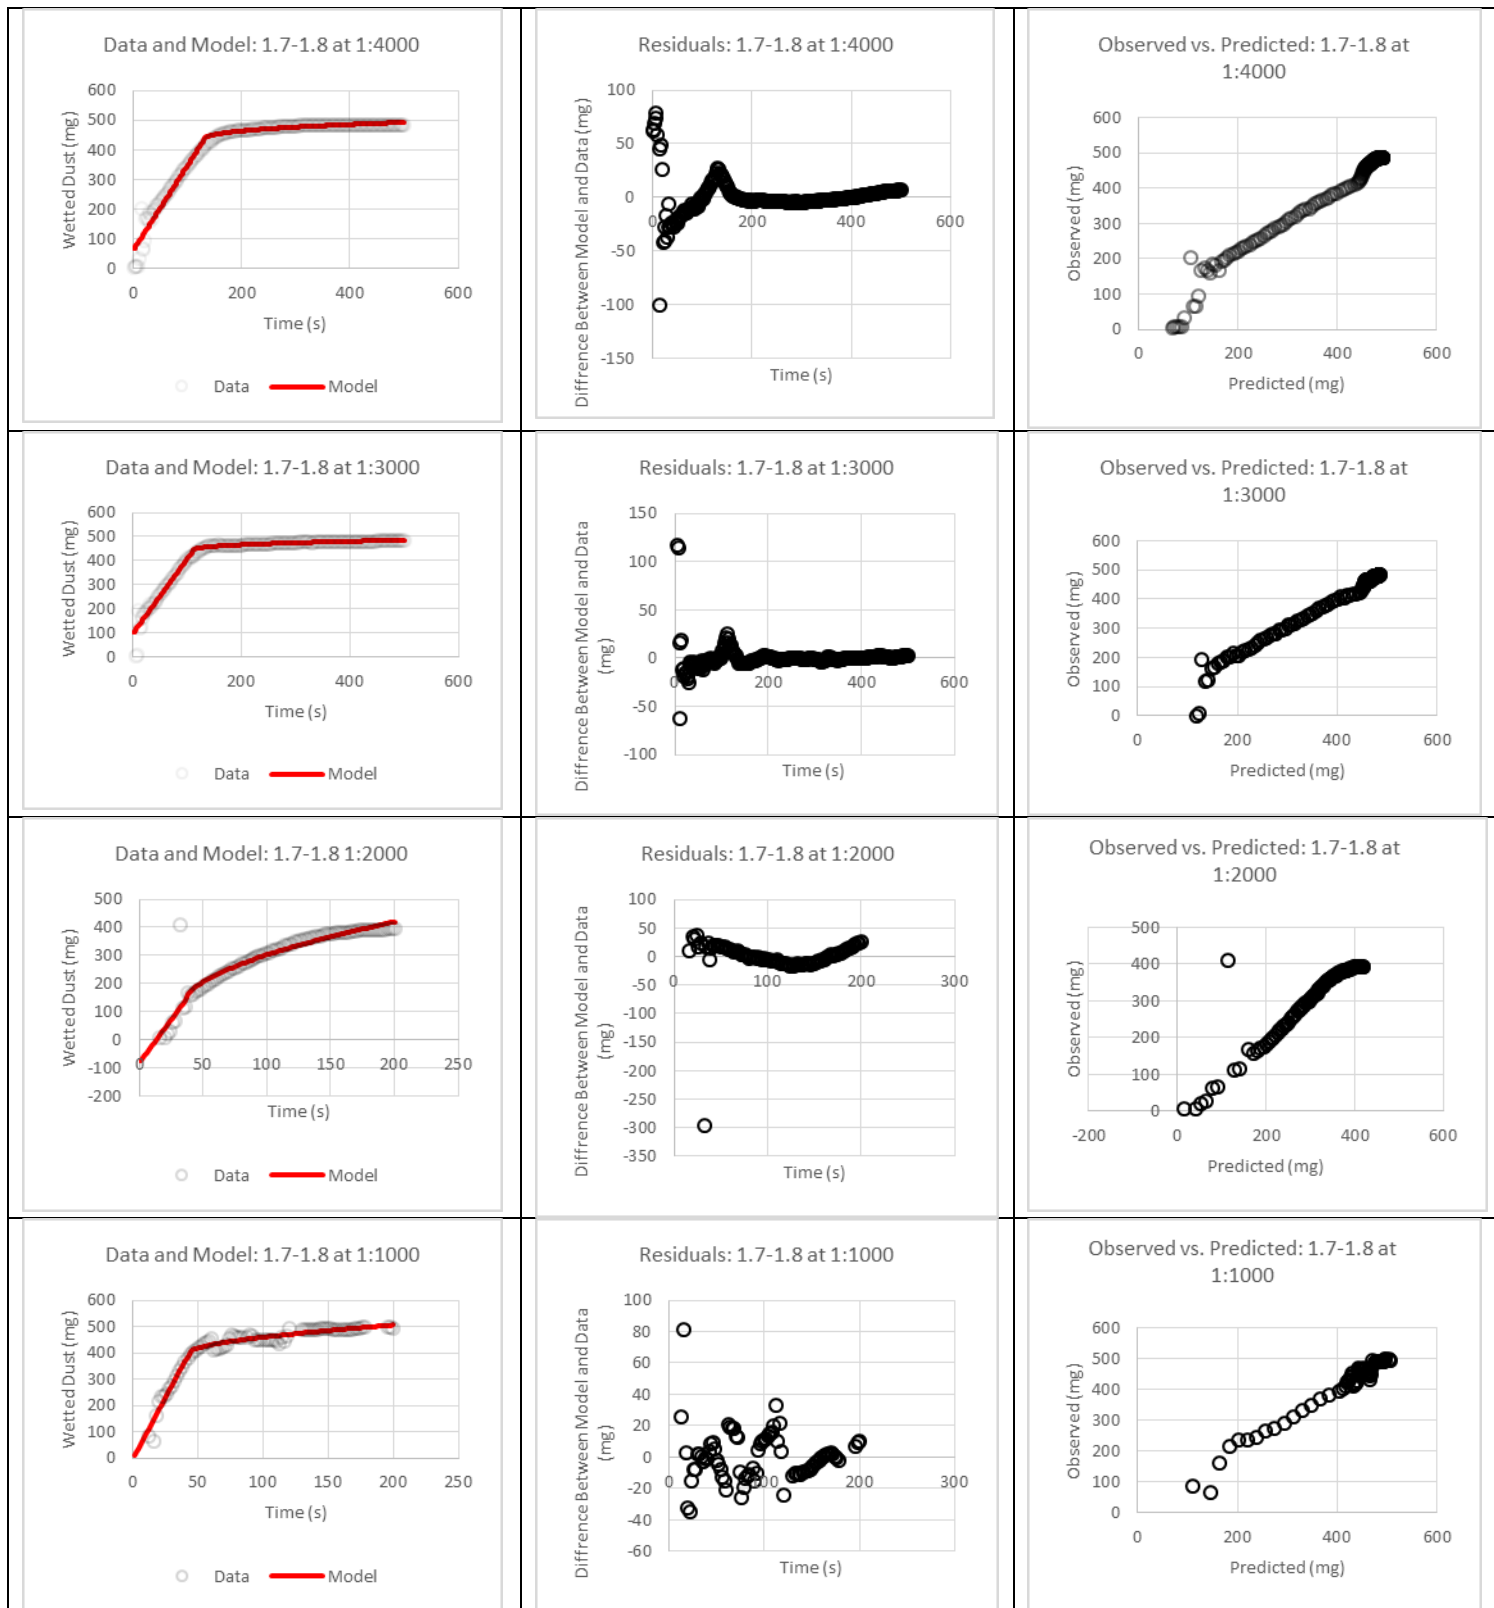 Data and Model: 1.7-1.8 at 1:4000
Wetted Dust (mg)
600
500
400
300
200
100
0
0 200 400 600
Time (s)
Data Model
Residuals: 1.7-1.8 at 1:4000
Diffrence Between Model and Data (mg)
100
50
0
-50
-100
-150
0 200 400 600
Time (s)
Observed vs. Predicted: 1.7-1.8 at
1:4000
Observed (mg)
600
500
400
300
200
100
0
0 200 400 600
Predicted (mg)
Data and Model: 1.7-1.8 at 1:3000
Wetted Dust (mg)
600
500
400
300
200
100
0
0 200 400 600
Time (s)
Data Model
Residuals: 1.7-1.8 at 1:3000
Diffrence Between Model and Data
(mg)
150
100
50
0
-50
-100
0 200 400 600
Time (s)
Observed vs. Predicted: 1.7-1.8 at
1:3000
Observed (mg)
600
500
400
300
200
100
0
0 200 400 600
Predicted (mg)
Data and Model: 1.7-1.8 1:2000
Wetted Dust (mg)
500
400
300
200
100
0
-100
-200
0 50 100 150 200 250
Time (s)
Data Model
Residuals: 1.7-1.8 at 1:2000
Diffrence Between Model and Data
(mg)
100
50
0
-50
-100
-150
-200
-250
-300
-350
0 100 200 300
Time (s)
Observed vs. Predicted: 1.7-1.8 at
1:2000
Observed (mg)
500
400
300
200
100
0
-200 0 200 400 600
Predicted (mg)
Data and Model: 1.7-1.8 at 1:1000
Wetted Dust (mg)
600
500
400
300
200
100
0
0 50 100 150 200 250
Time (s)
Data Model
Residuals: 1.7-1.8 at 1:1000
Diffrence Between Model and Data
(mg)
100
80
60
40
20
0
-20
-40
-60
0 100 200 300
Time (s)
Observed vs. Predicted: 1.7-1.8 at
1:1000
Observed (mg)
600
500
400
300
200
100
0
0 200 400 600
Predicted (mg)